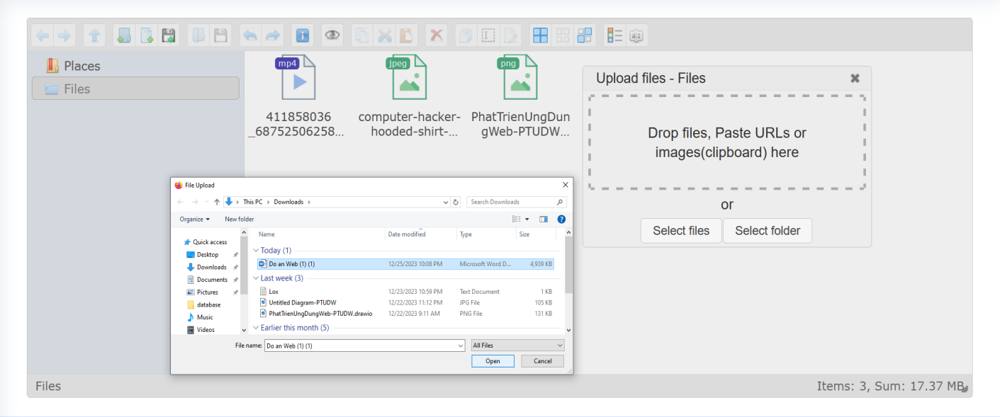 Places
Files
mp4
411858036
_68752506258...
jpeg
computer-hacker-
hooded-shirt-...
png
PhatTrienUngDun
gWeb-PTUDW...
Upload files - Files
Drop files, Paste URLs or
images(clipboard) here
or
Select files
Select folder
File Upload
This PC > Downloads >
Search Downloads
Organize
New folder
Quick access
Desktop
Downloads
Documents
Pictures
database
Music
Videos
Name Date modified Type Size
Today (1)
Do an Web (1) (1) 12/25/2023 10:08 PM Microsoft Word D... 4,939 KB
Last week (3)
Lox 12/23/2023 10:59 PM Text Document 1 KB
Untitled Diagram-PTUDW 12/22/2023 11:12 PM JPG File 105 KB
PhatTrienUngDungWeb-PTUDW.drawio 12/22/2023 9:11 AM PNG File 131 KB
Earlier this month (5)
File name: Do an Web (1) (1)
All Files
Open
Cancel
Files
Items: 3, Sum: 17.37 MB